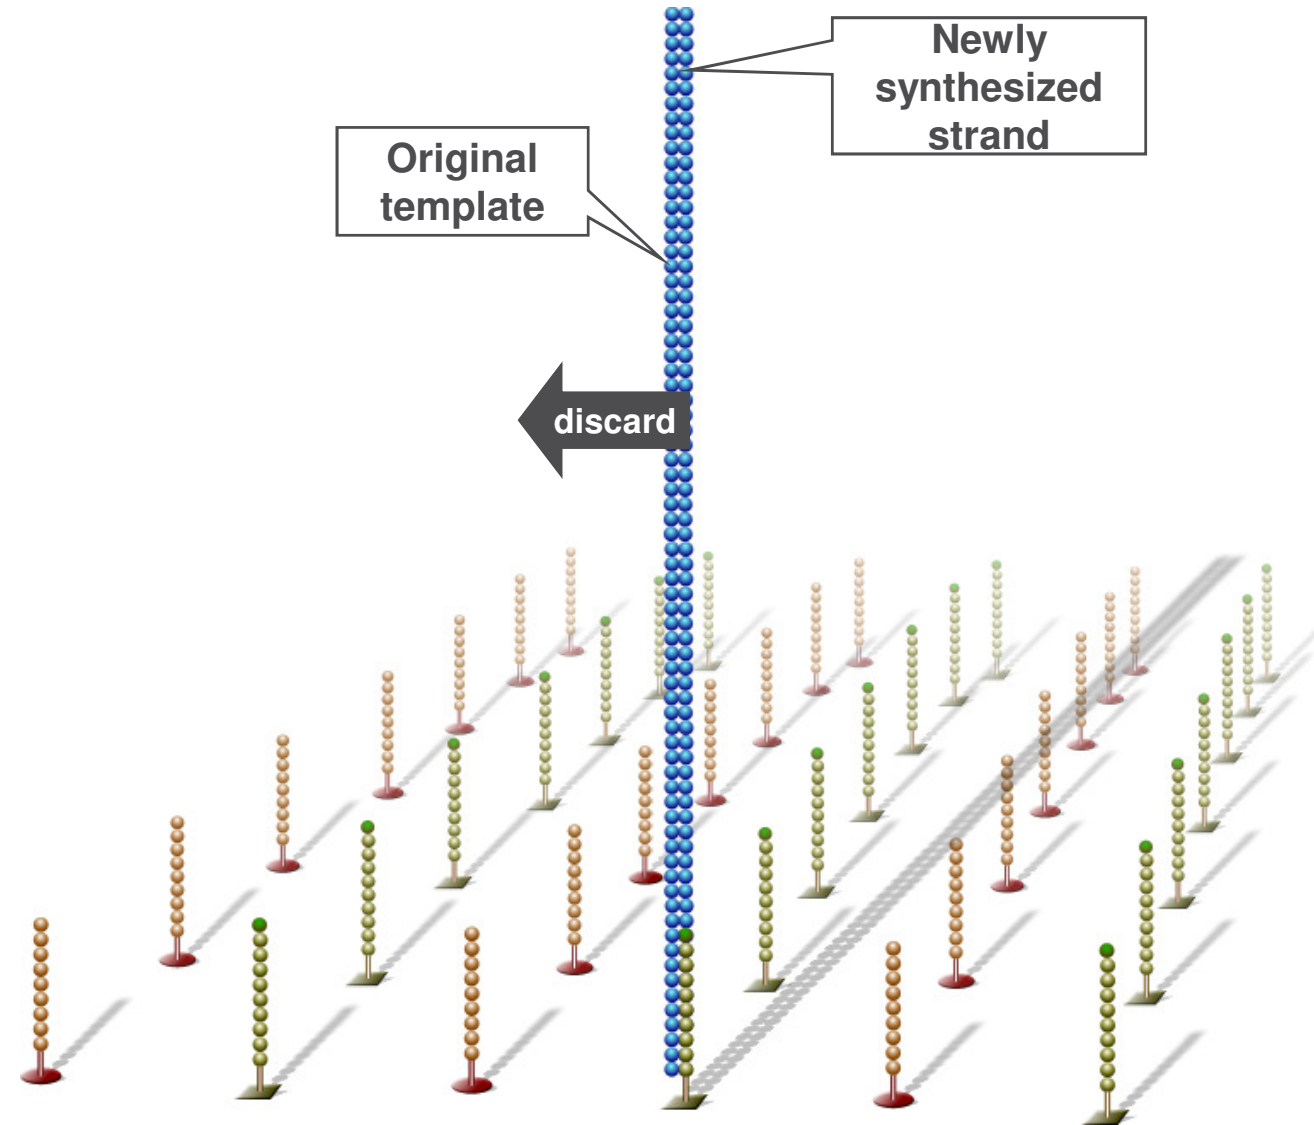 Newly
synthesized
strand
Original
template
discard